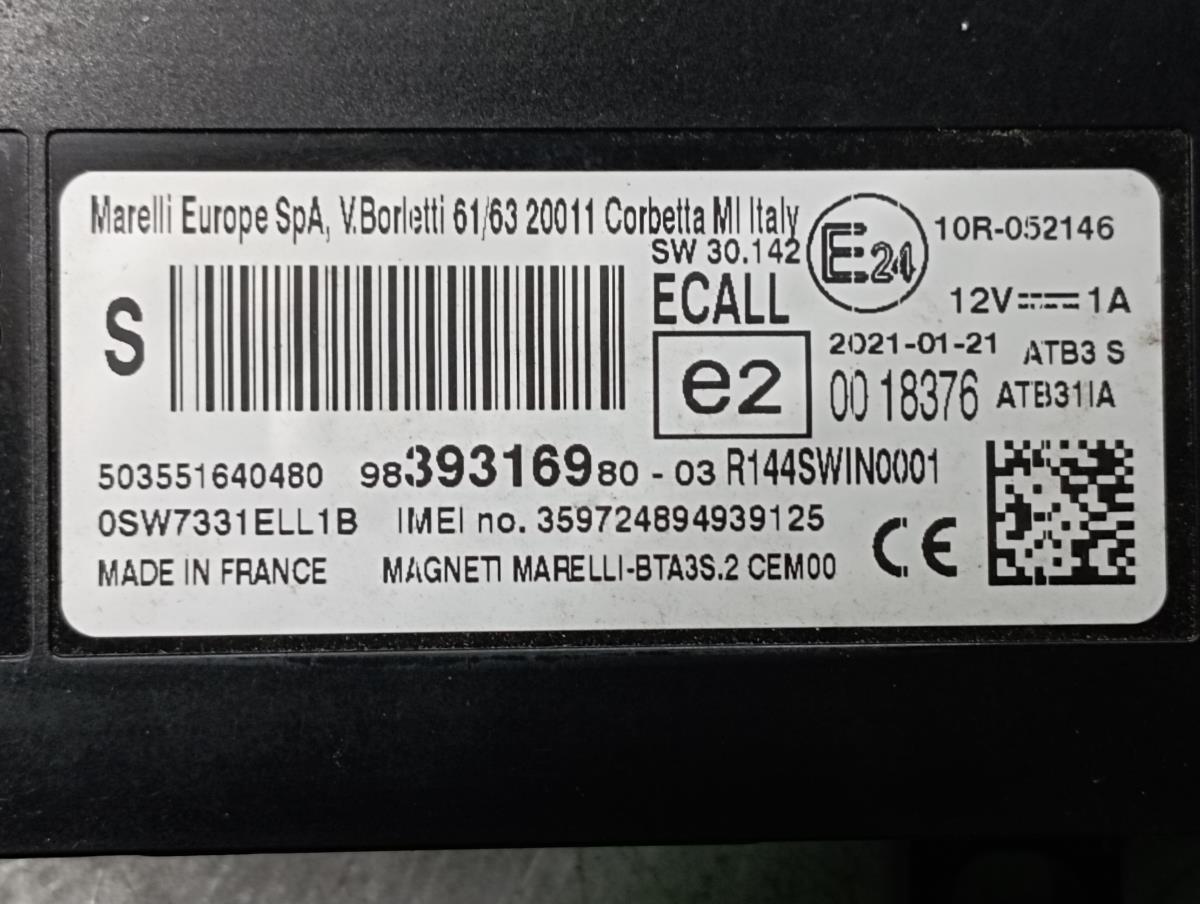 Marelli Europe SpA, V.Borletti 61/63 20011 Corbetta MI Italy
SW 30.142
E24
10R-052146
S
ECALL
12V 1A
e2
2021-01-21 ATB3 S
00 18376 ATB31IA
503551640480 9839316980 - 03 R144SWIN0001
0SW7331ELL1B IMEI no. 359724894939125
CE
MADE IN FRANCE MAGNETI MARELLI-BTA3S.2 CEM00